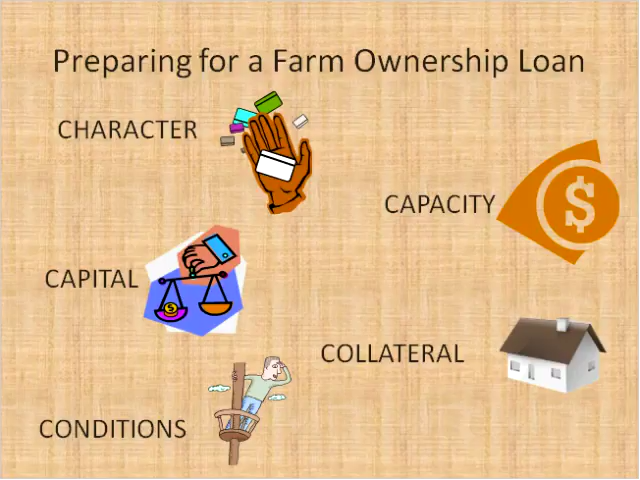 Preparing for a Farm Ownership Loan
CHARACTER
CAPACITY
CAPITAL
COLLATERAL
CONDITIONS